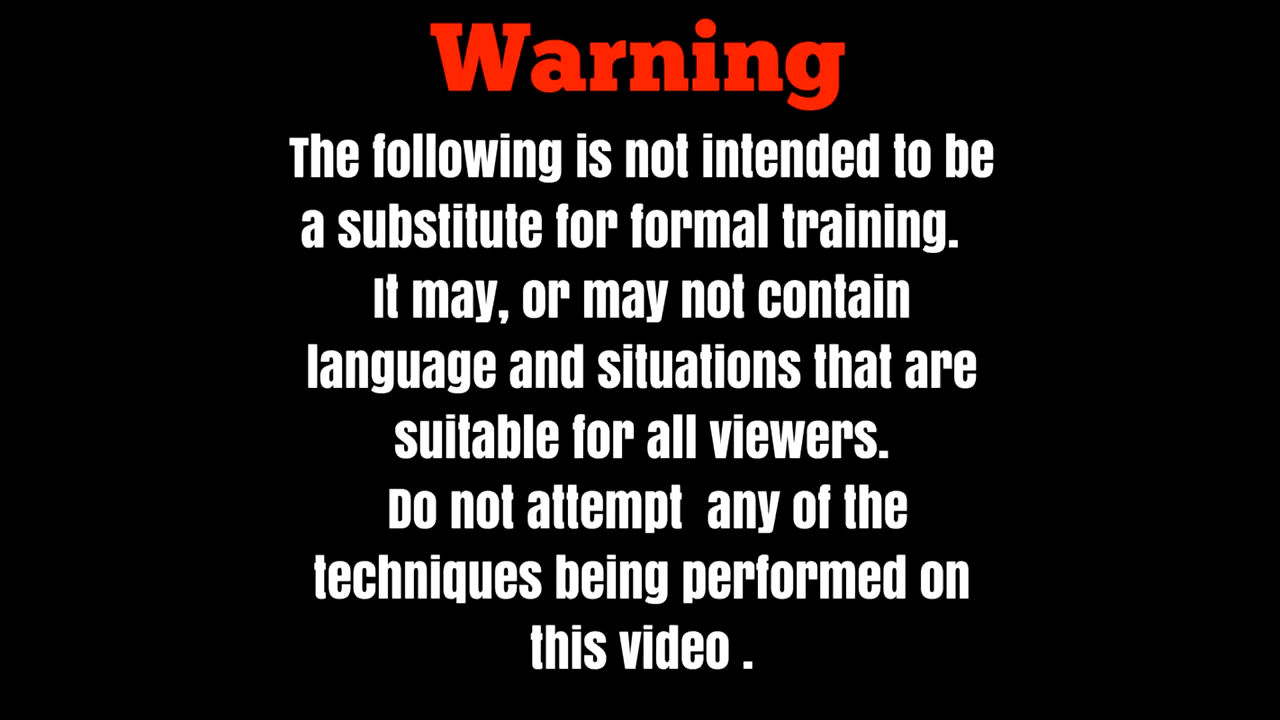 Warning
The following is not intended to be
a substitute for formal training.
It may, or may not contain
language and situations that are
suitable for all viewers.
Do not attempt  any of the
techniques being performed on
this video .